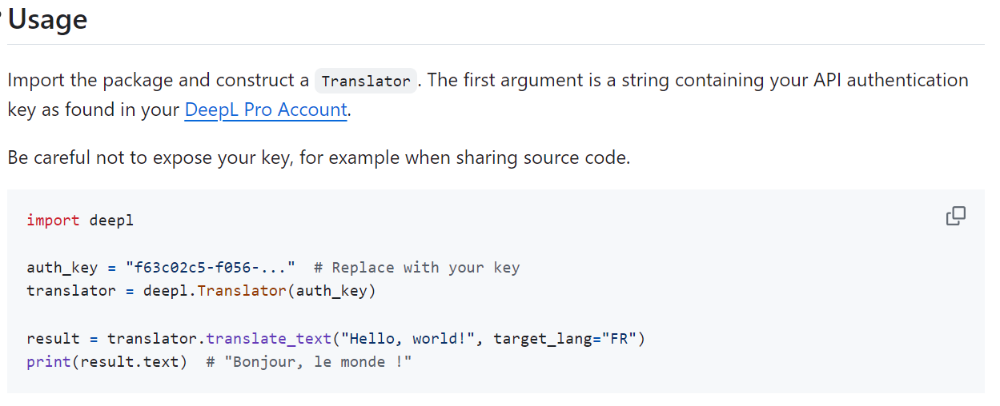 Usage
Import the package and construct a Translator. The first argument is a string containing your API authentication
key as found in your DeepL Pro Account.
Be careful not to expose your key, for example when sharing source code.
import deepl
auth_key = "f63c02c5-f056-..."  # Replace with your key
translator = deepl.Translator(auth_key)
result = translator.translate_text("Hello, world!", target_lang="FR")
print(result.text)  # "Bonjour, le monde !"